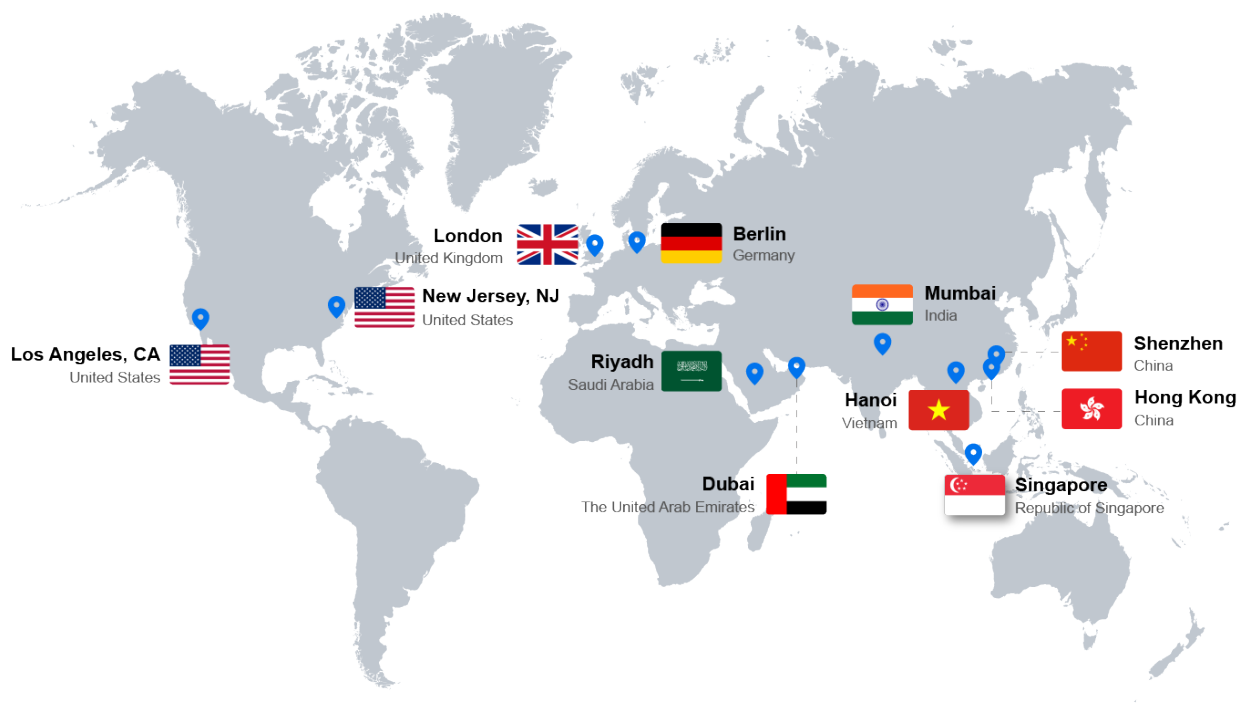 London
United Kingdom
Berlin
Germany
New Jersey, NJ
United States
Los Angeles, CA
United States
Mumbai
India
Riyadh
Saudi Arabia
Shenzhen
China
Hanoi
Vietnam
Hong Kong
China
Dubai
The United Arab Emirates
Singapore
Republic of Singapore